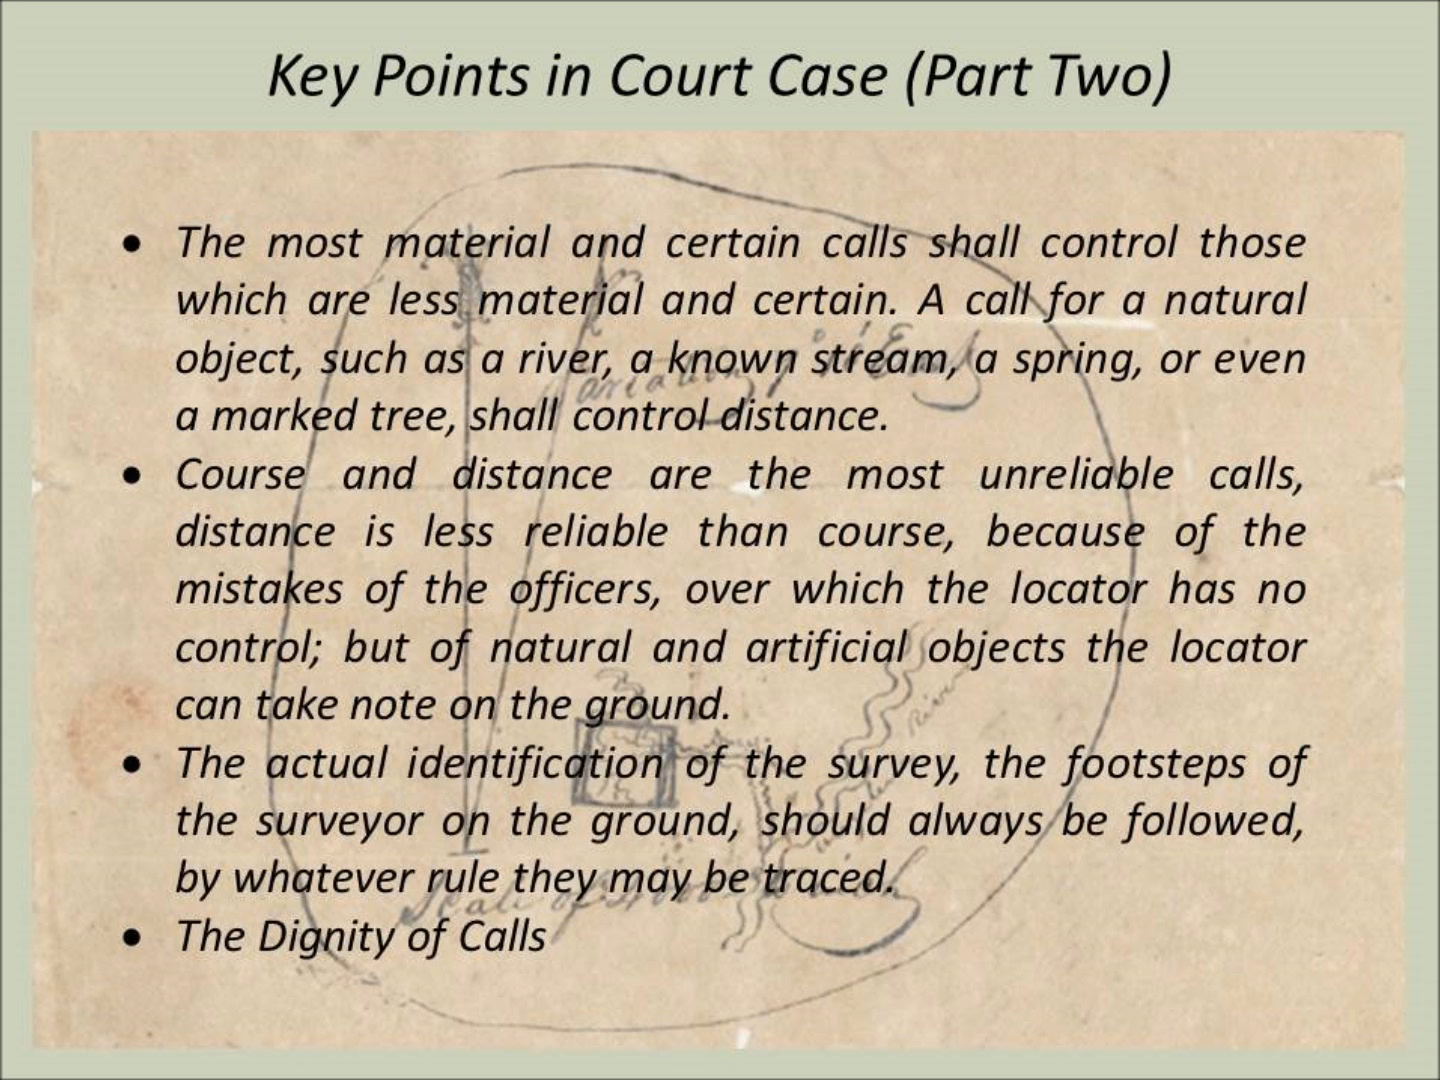 Key Points in Court Case (Part Two)
• The most material and certain calls shall control those
which are less material and certain. A call for a natural
object, such as a river, a known stream, a spring, or even
a marked tree, shall control distance.
• Course and distance are the most unreliable calls,
distance is less reliable than course, because of the
mistakes of the officers, over which the locator has no
control; but of natural and artificial objects the locator
can take note on the ground.
• The actual identification of the survey, the footsteps of
the surveyor on the ground, should always be followed,
by whatever rule they may be traced.
• The Dignity of Calls
Scale of
River